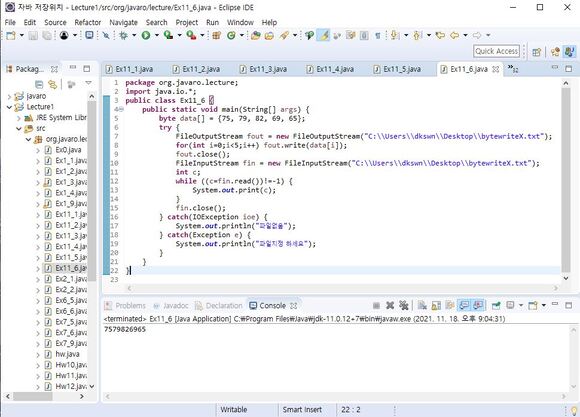 자바 저장위치 - Lecture1/src/org/javaro/lecture/Ex11_6.java - Eclipse IDE
File Edit Source Refactor Navigate Search Project Run Window Help
Quick Access
Packag...
javaro
Lecture1
JRE System Libr
src
org.javaro.lec
Ex0.java
Ex1_1.java
Ex1_2.java
Ex1_3.java
Ex1_4.java
Ex1_9.java
Ex11_1.java
Ex11_2.java
Ex11_3.java
Ex11_4.java
Ex11_5.java
Ex11_6.java
Ex2_1.java
Ex2_2.java
Ex6_5.java
Ex6_6.java
Ex7_5.java
Ex7_6.java
Ex7_9.java
hw.java
Hw10.java
Hw11.java
Hw12.java
Ex11_1.java Ex11_2.java Ex11_3.java Ex11_4.java Ex11_5.java Ex11_6.java
1 package org.javaro.lecture;
2 import java.io.*;
3 public class Ex11_6 {
4 public static void main(String[] args) {
5 byte data[] = {75, 79, 82, 69, 65};
6 try {
7 FileOutputStream fout = new FileOutputStream("C:\\Users\\dkswn\\Desktop\\bytewriteX.txt");
8 for(int i=0;i<5;i++) fout.write(data[i]);
9 fout.close();
10 FileInputStream fin = new FileInputStream("C:\\Users\\dkswn\\Desktop\\bytewriteX.txt");
11 int c;
12 while ((c=fin.read())!=-1) {
13 System.out.print(c);
14 }
15 fin.close();
16 } catch(IOException ioe) {
17 System.out.println("파일없음");
18 } catch(Exception e) {
19 System.out.println("파일지정 하세요");
20 }
21 }
22 }
23
Problems Javadoc Declaration Console
<terminated> Ex11_6 [Java Application] C:₩Program Files₩Java₩jdk-11.0.12+7₩bin₩javaw.exe (2021. 11. 18. 오후 9:04:31)
7579826965
Writable Smart Insert 22 : 2